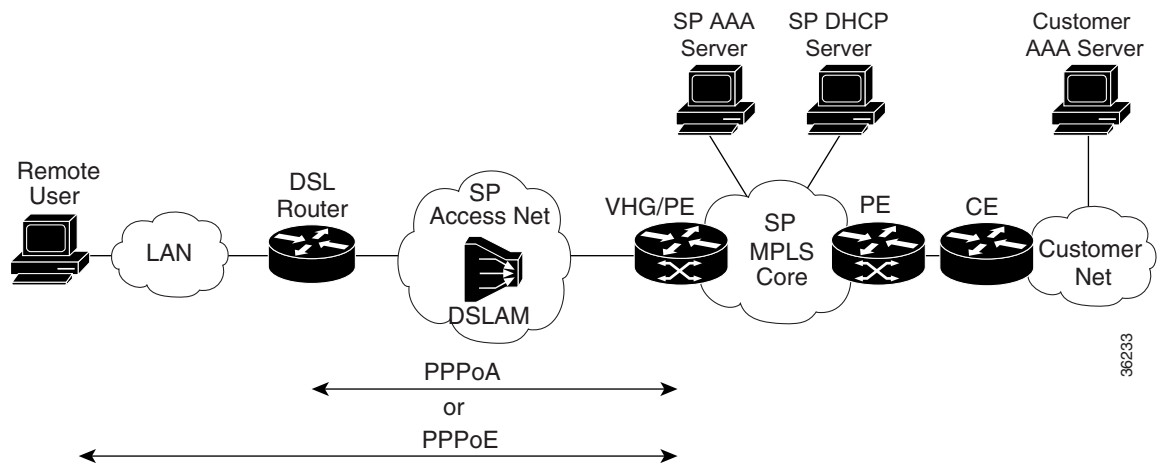 SP AAA
Server
SP DHCP
Server
Customer
AAA Server
Remote
User
LAN
DSL
Router
SP
Access Net
DSLAM
VHG/PE
SP
MPLS
Core
PE
CE
Customer
Net
36233
PPPoA
or
PPPoE